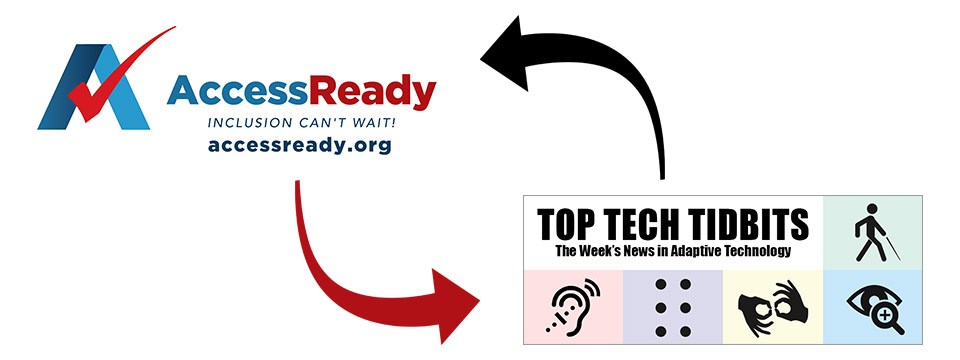 AccessReady
INCLUSION CAN'T WAIT!
accessready.org
TOP TECH TIDBITS
The Week's News in Adaptive Technology